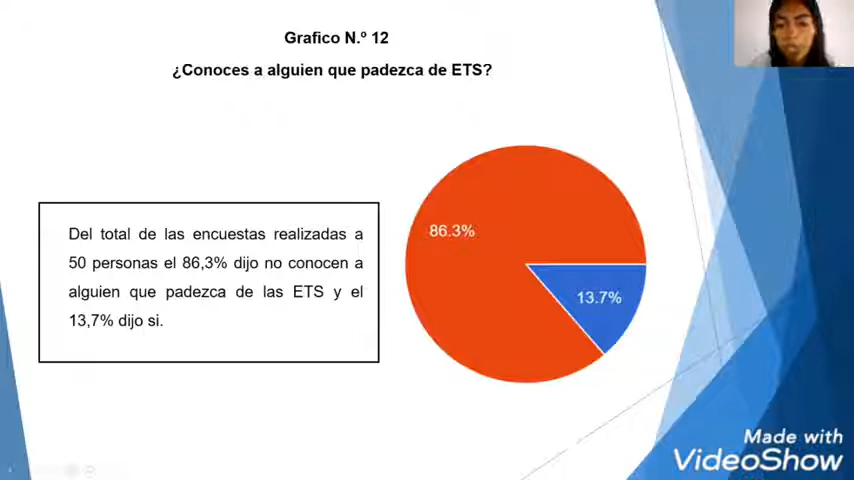 Grafico N.º 12
¿Conoces a alguien que padezca de ETS?
Del total de las encuestas realizadas a
50 personas el 86,3% dijo no conocen a
alguien que padezca de las ETS y el
13,7% dijo si.
86.3%
13.7%
Made with
VideoShow